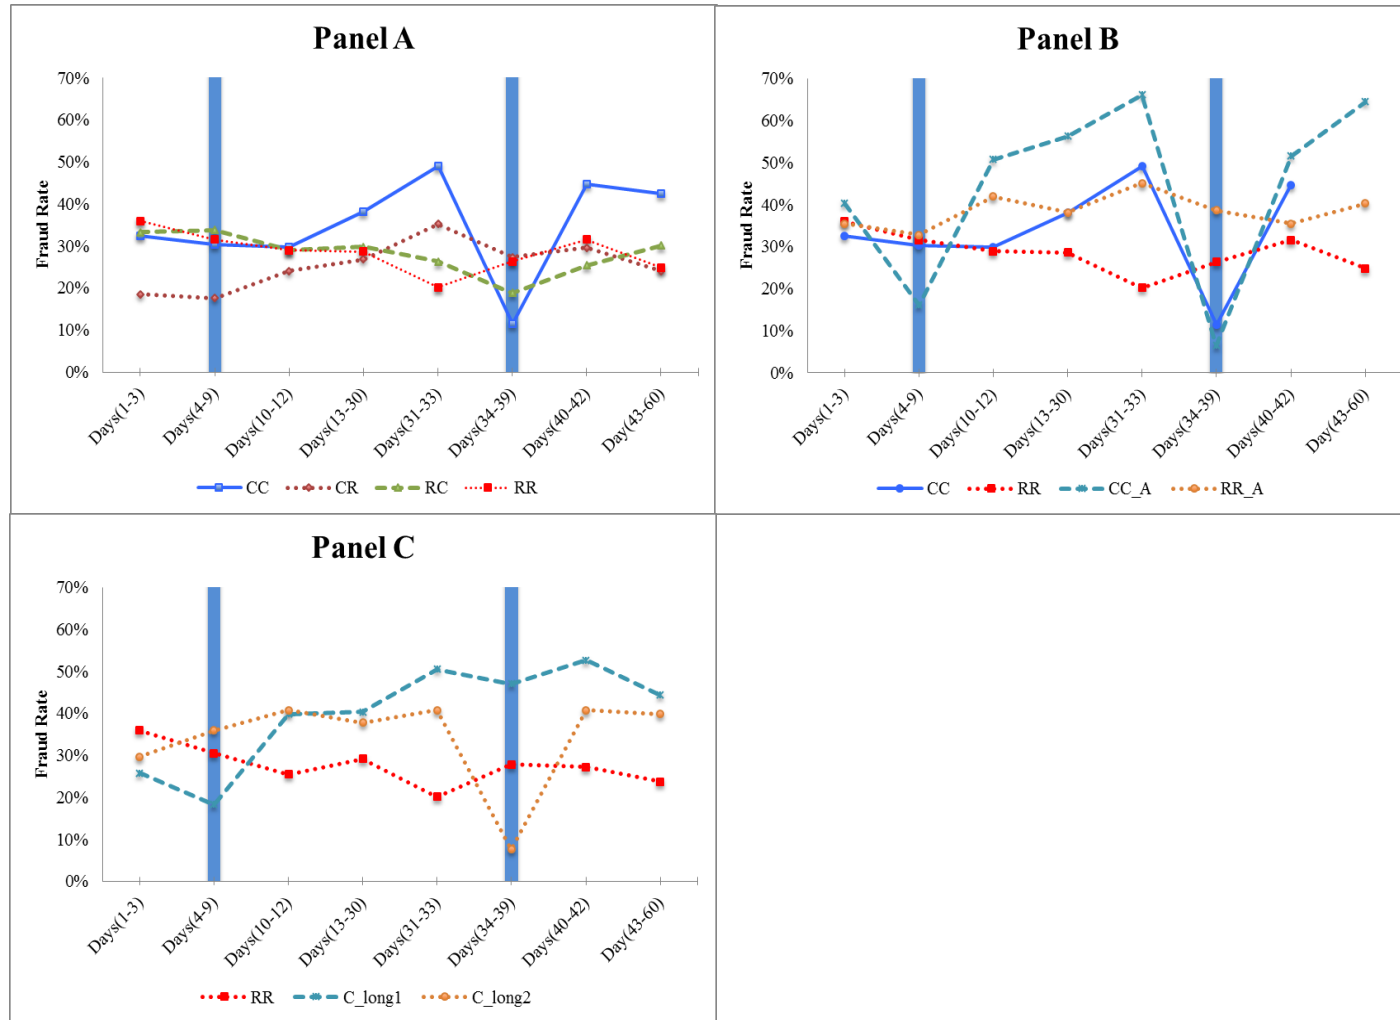 Panel A
Fraud Rate
70%
60%
50%
40%
30%
20%
10%
0%
Days(1-3)
Days(4-9)
Days(10-12)
Days(13-30)
Days(31-33)
Days(34-39)
Days(40-42)
Day(43-60)
CC CR RC RR
Panel B
Fraud Rate
70%
60%
50%
40%
30%
20%
10%
0%
Days(1-3)
Days(4-9)
Days(10-12)
Days(13-30)
Days(31-33)
Days(34-39)
Days(40-42)
Day(43-60)
CC RR CC_A RR_A
Panel C
Fraud Rate
70%
60%
50%
40%
30%
20%
10%
0%
Days(1-3)
Days(4-9)
Days(10-12)
Days(13-30)
Days(31-33)
Days(34-39)
Days(40-42)
Day(43-60)
RR C_long1 C_long2